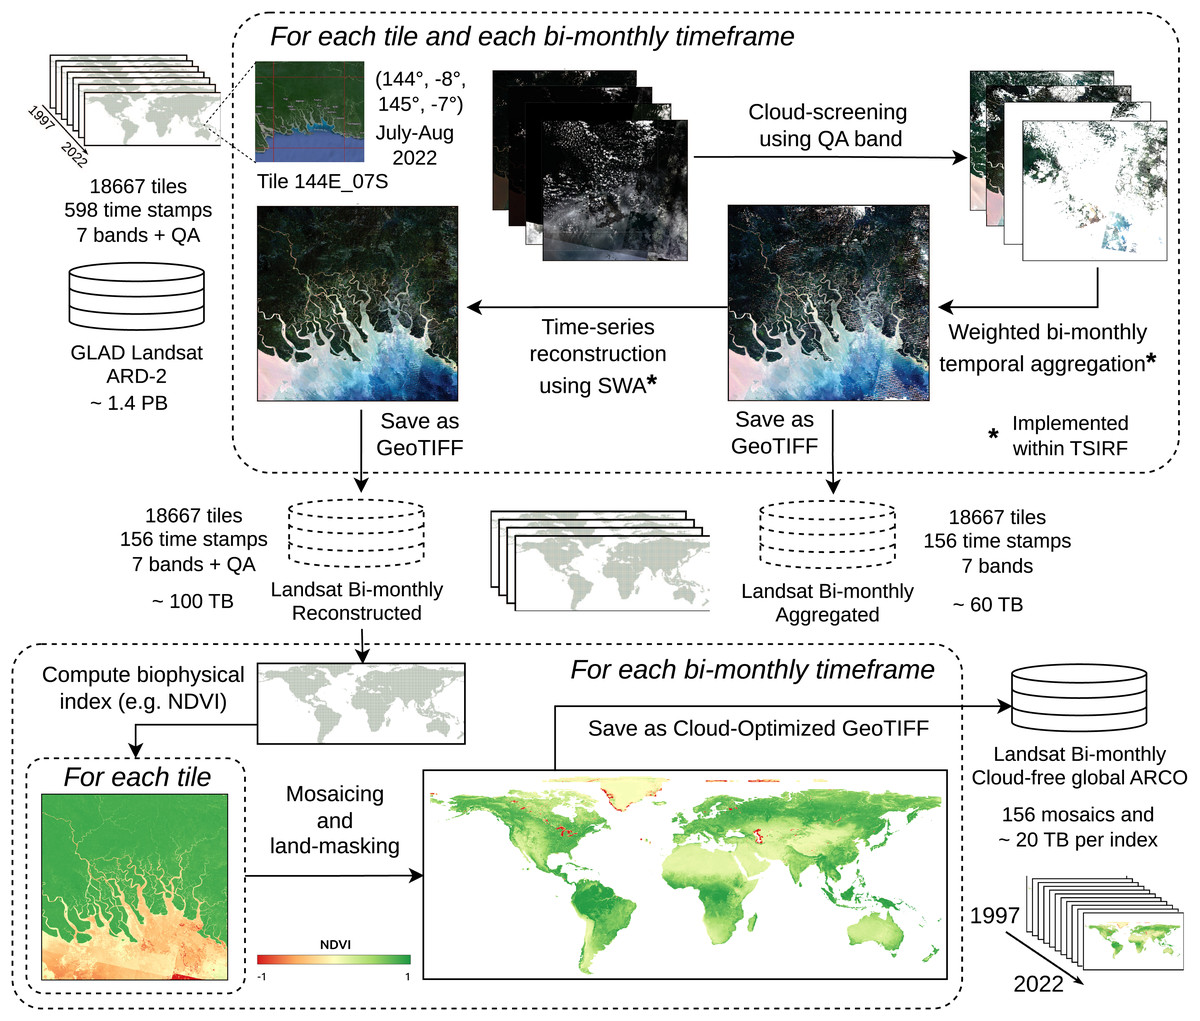 For each tile and each bi-monthly timeframe
1997
2022
18667 tiles
598 time stamps
7 bands + QA
GLAD Landsat
ARD-2
~ 1.4 PB
(144°, -8°,
145°, -7°)
July-Aug
2022
Tile 144E_07S
Cloud-screening
using QA band
Weighted bi-monthly
temporal aggregation*
Time-series
reconstruction
using SWA*
* Implemented
within TSIRF
Save as
GeoTIFF
Save as
GeoTIFF
18667 tiles
156 time stamps
7 bands + QA
~ 100 TB
Landsat Bi-monthly
Reconstructed
Landsat Bi-monthly
Aggregated
18667 tiles
156 time stamps
7 bands
~ 60 TB
For each bi-monthly timeframe
Compute biophysical
index (e.g. NDVI)
For each tile
Mosaicing
and
land-masking
NDVI
-1
1
Save as Cloud-Optimized GeoTIFF
Landsat Bi-monthly
Cloud-free global ARCO
156 mosaics and
~ 20 TB per index
1997
2022